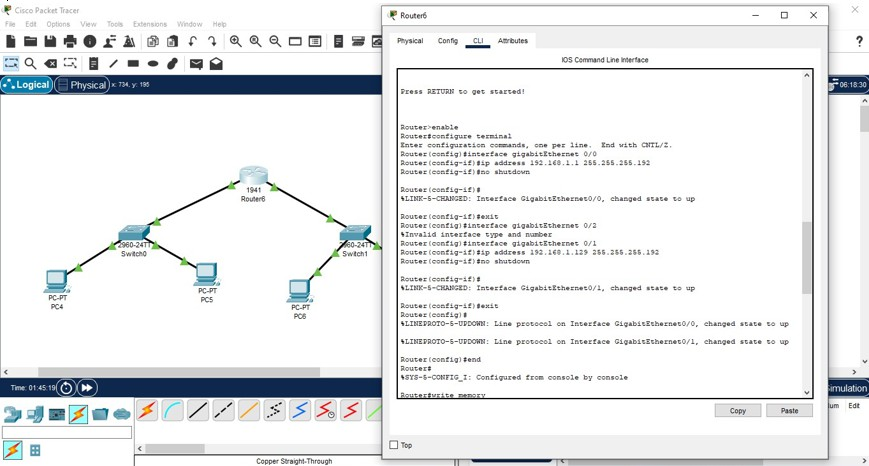 Cisco Packet Tracer
File Edit Options View Tools Extensions Window Help
Logical
Physical
x: 734, y: 195
06:18:30
1941
Router6
2960-24TT
Switch0
2960-24TT
Switch1
PC-PT
PC4
PC-PT
PC5
PC-PT
PC6
Time: 01:45:19
Simulation
Edit
Copper Straight-Through
Router6
Physical Config CLI Attributes
IOS Command Line Interface
Press RETURN to get started!
Router>enable
Router#configure terminal
Enter configuration commands, one per line. End with CNTL/Z.
Router(config)#interface gigabitEthernet 0/0
Router(config-if)#ip address 192.168.1.1 255.255.255.192
Router(config-if)#no shutdown
Router(config-if)#
%LINK-5-CHANGED: Interface GigabitEthernet0/0, changed state to up
Router(config-if)#exit
Router(config)#interface gigabitEthernet 0/2
%Invalid interface type and number
Router(config)#interface gigabitEthernet 0/1
Router(config-if)#ip address 192.168.1.129 255.255.255.192
Router(config-if)#no shutdown
Router(config-if)#
%LINK-5-CHANGED: Interface GigabitEthernet0/1, changed state to up
Router(config-if)#exit
Router(config)#
%LINEPROTO-5-UPDOWN: Line protocol on Interface GigabitEthernet0/0, changed state to up
%LINEPROTO-5-UPDOWN: Line protocol on Interface GigabitEthernet0/1, changed state to up
Router(config)#end
Router#
%SYS-5-CONFIG_I: Configured from console by console
Router#write memory
Copy Paste
Top